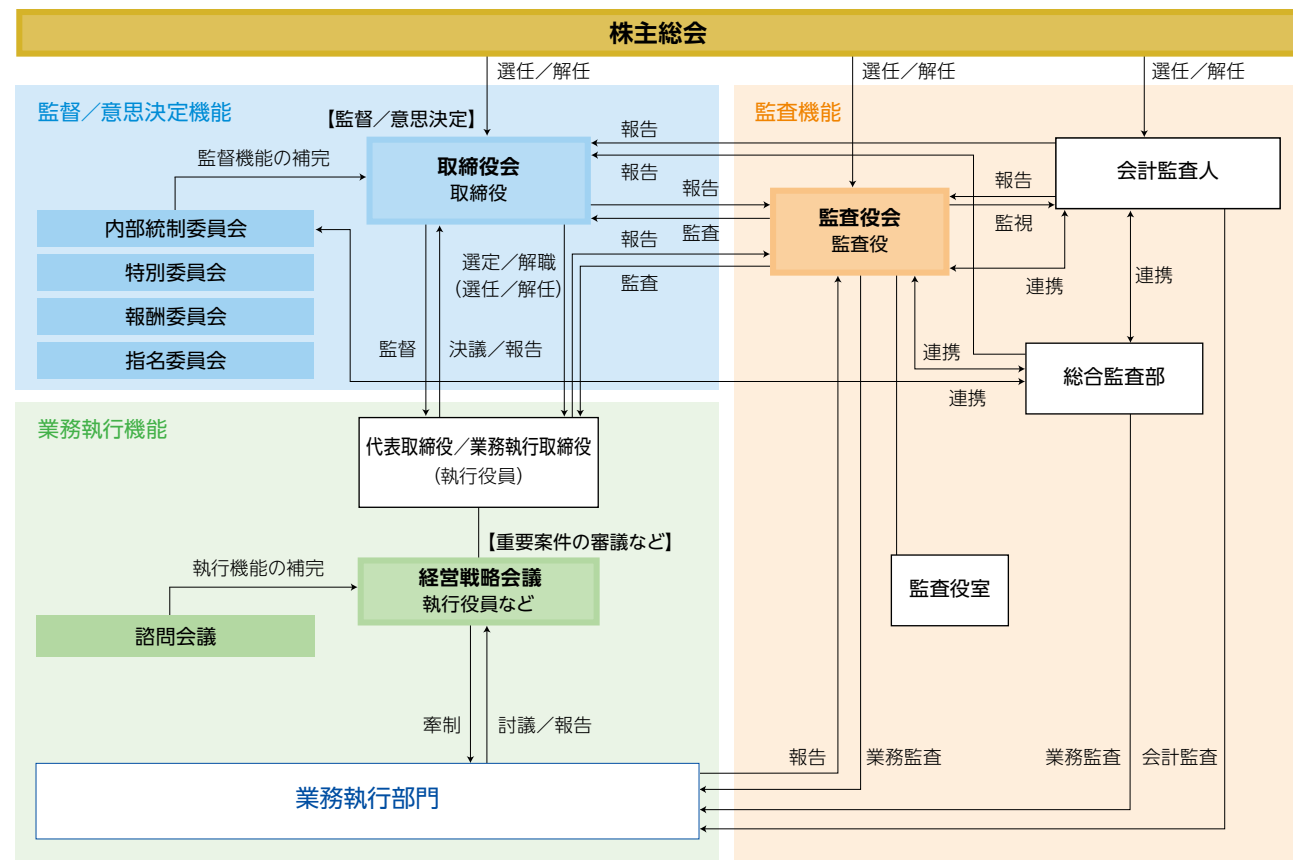 株主総会
選任／解任
選任／解任
選任／解任
監督／意思決定機能
【監督／意思決定】
監査機能
取締役会
取締役
監督機能の補完
内部統制委員会
特別委員会
報酬委員会
指名委員会
報告
報告
報告
監査
報告
監査
監査役会
監査役
報告
監視
会計監査人
連携
連携
連携
連携
総合監査部
選定／解職
(選任／解任)
監督
決議／報告
業務執行機能
代表取締役／業務執行取締役
(執行役員)
【重要案件の審議など】
経営戦略会議
執行役員など
執行機能の補完
諮問会議
監査役室
牽制
討議／報告
報告
業務監査
業務監査
会計監査
業務執行部門